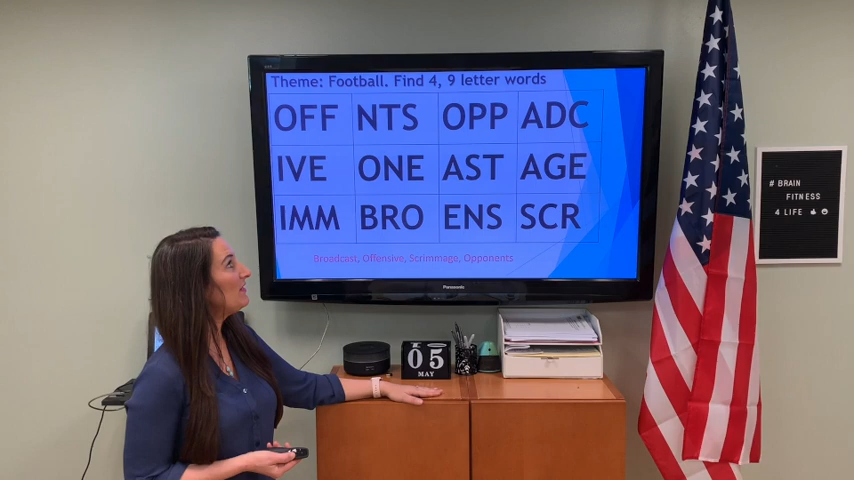 Theme: Football. Find 4, 9 letter words
OFF NTS OPP ADC
IVE ONE AST AGE
IMM BRO ENS SCR
Broadcast, Offensive, Scrimmage, Opponents
Panasonic
# BRAIN
FITNESS
4 LIFE
05
MAY